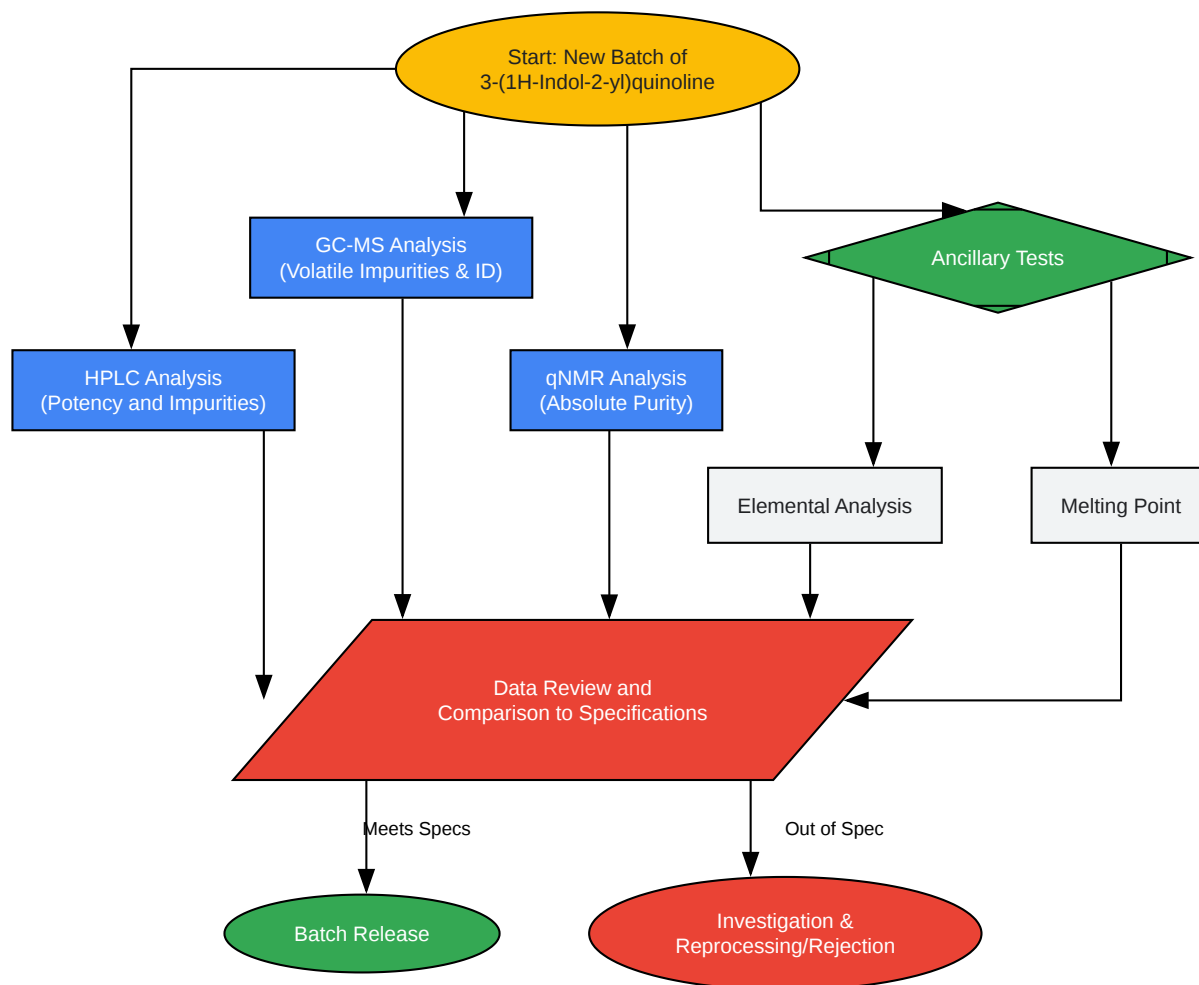 Start: New Batch of
3-(1H-Indol-2-yl)quinoline
GC-MS Analysis
(Volatile Impurities & ID)
Ancillary Tests
HPLC Analysis
(Potency and Impurities)
qNMR Analysis
(Absolute Purity)
Elemental Analysis
Melting Point
Data Review and
Comparison to Specifications
Meets Specs
Out of Spec
Batch Release
Investigation &
Reprocessing/Rejection